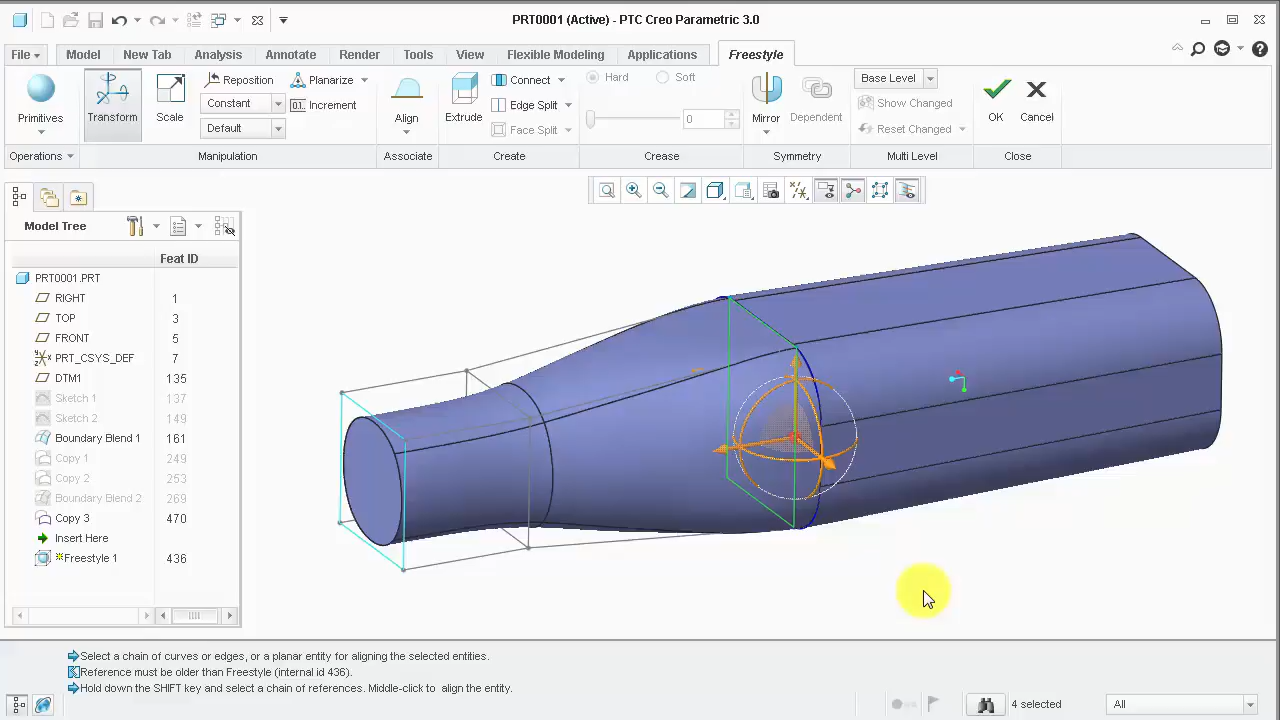 PRT0001 (Active) - PTC Creo Parametric 3.0
File Model New Tab Analysis Annotate Render Tools View Flexible Modeling Applications Freestyle
Primitives
Transform
Scale
Reposition
Constant
Default
Planarize
Increment
Align
Extrude
Connect
Edge Split
Face Split
Hard Soft
0
Mirror
Dependent
Base Level
Show Changed
Reset Changed
OK
Cancel
Operations Manipulation Associate Create Crease Symmetry Multi Level Close
Model Tree
Feat ID
PRT0001.PRT
RIGHT 1
TOP 3
FRONT 5
PRT_CSYS_DEF 7
DTM1 135
Sketch 1 137
Sketch 2 149
Boundary Blend 1 161
Copy 1 249
Copy 2 253
Boundary Blend 2 269
Copy 3 470
Insert Here
Freestyle 1 436
Select a chain of curves or edges, or a planar entity for aligning the selected entities.
Reference must be older than Freestyle (internal id 436).
Hold down the SHIFT key and select a chain of references. Middle-click to align the entity.
4 selected
All